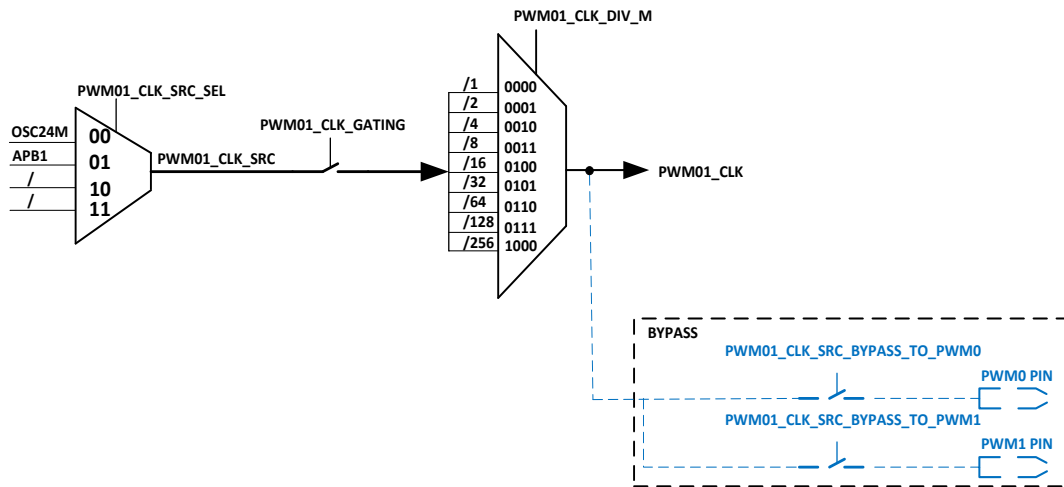 PWM01_CLK_DIV_M
PWM01_CLK_SRC_SEL
OSC24M
00
APB1
01
/
10
/
11
PWM01_CLK_SRC
PWM01_CLK_GATING
/1
0000
/2
0001
/4
0010
/8
0011
/16
0100
/32
0101
/64
0110
/128
0111
/256
1000
PWM01_CLK
BYPASS
PWM01_CLK_SRC_BYPASS_TO_PWM0
PWM0 PIN
PWM01_CLK_SRC_BYPASS_TO_PWM1
PWM1 PIN